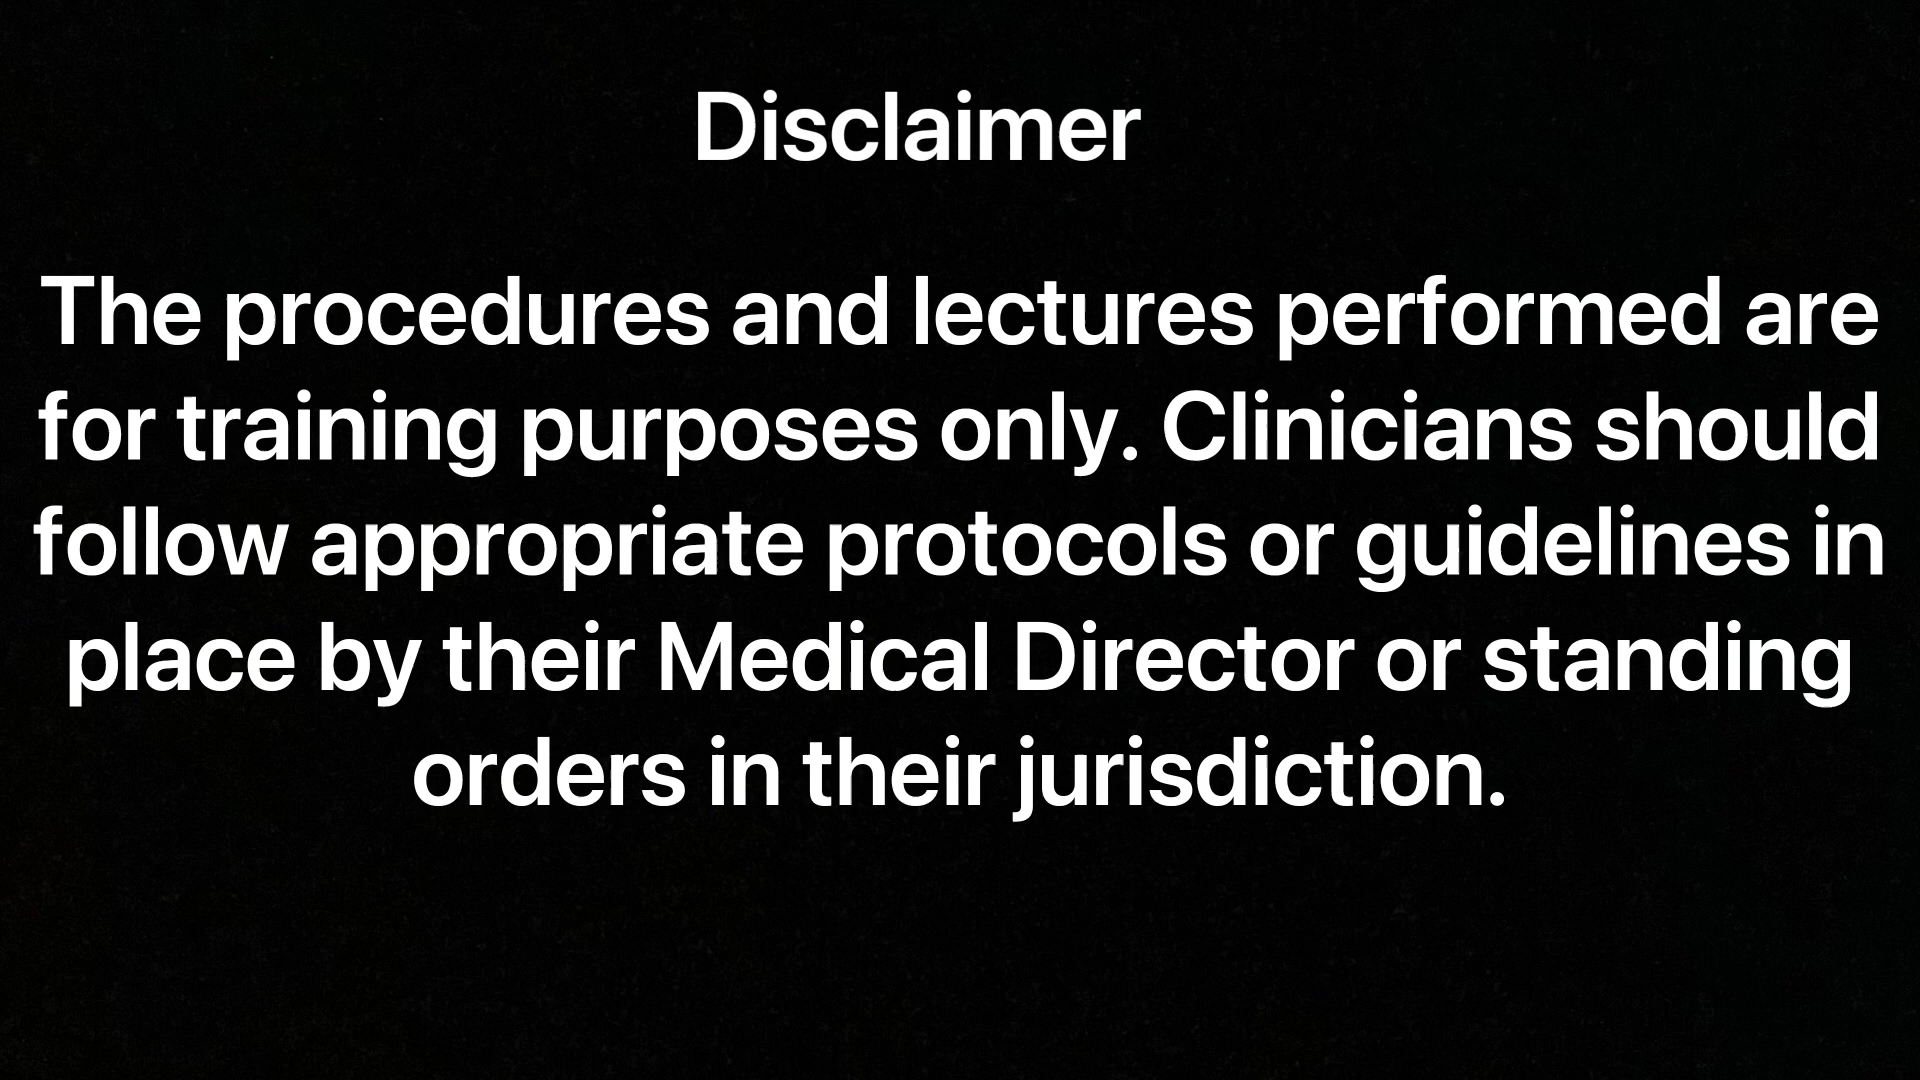 Disclaimer
The procedures and lectures performed are
for training purposes only. Clinicians should
follow appropriate protocols or guidelines in
place by their Medical Director or standing
orders in their jurisdiction.